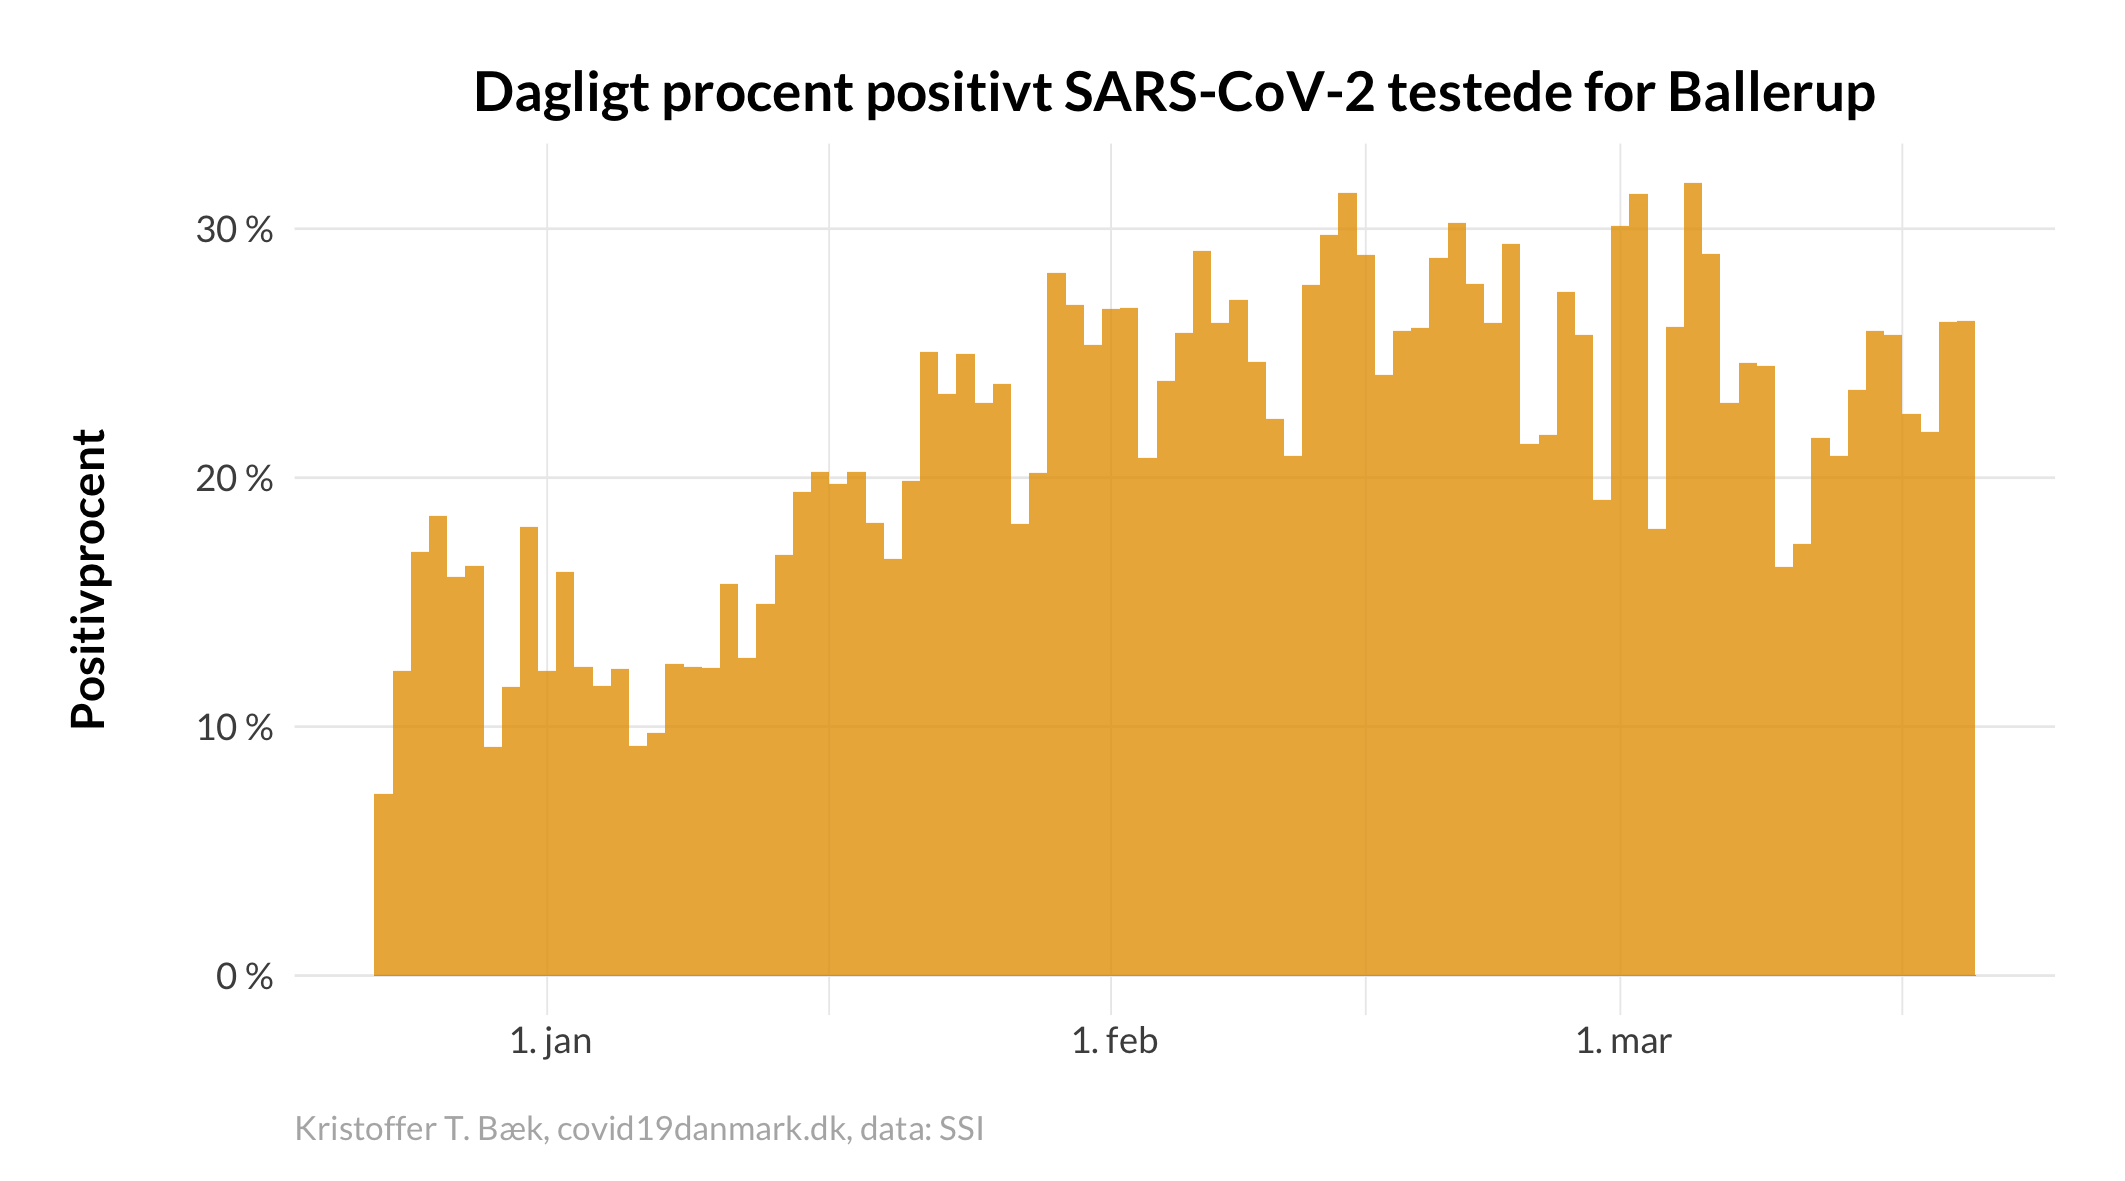 Dagligt procent positivt SARS-CoV-2 testede for Ballerup
Positivprocent
30 %
20 %
10 %
0 %
1. jan
1. feb
1. mar
Kristoffer T. Bæk, covid19danmark.dk, data: SSI